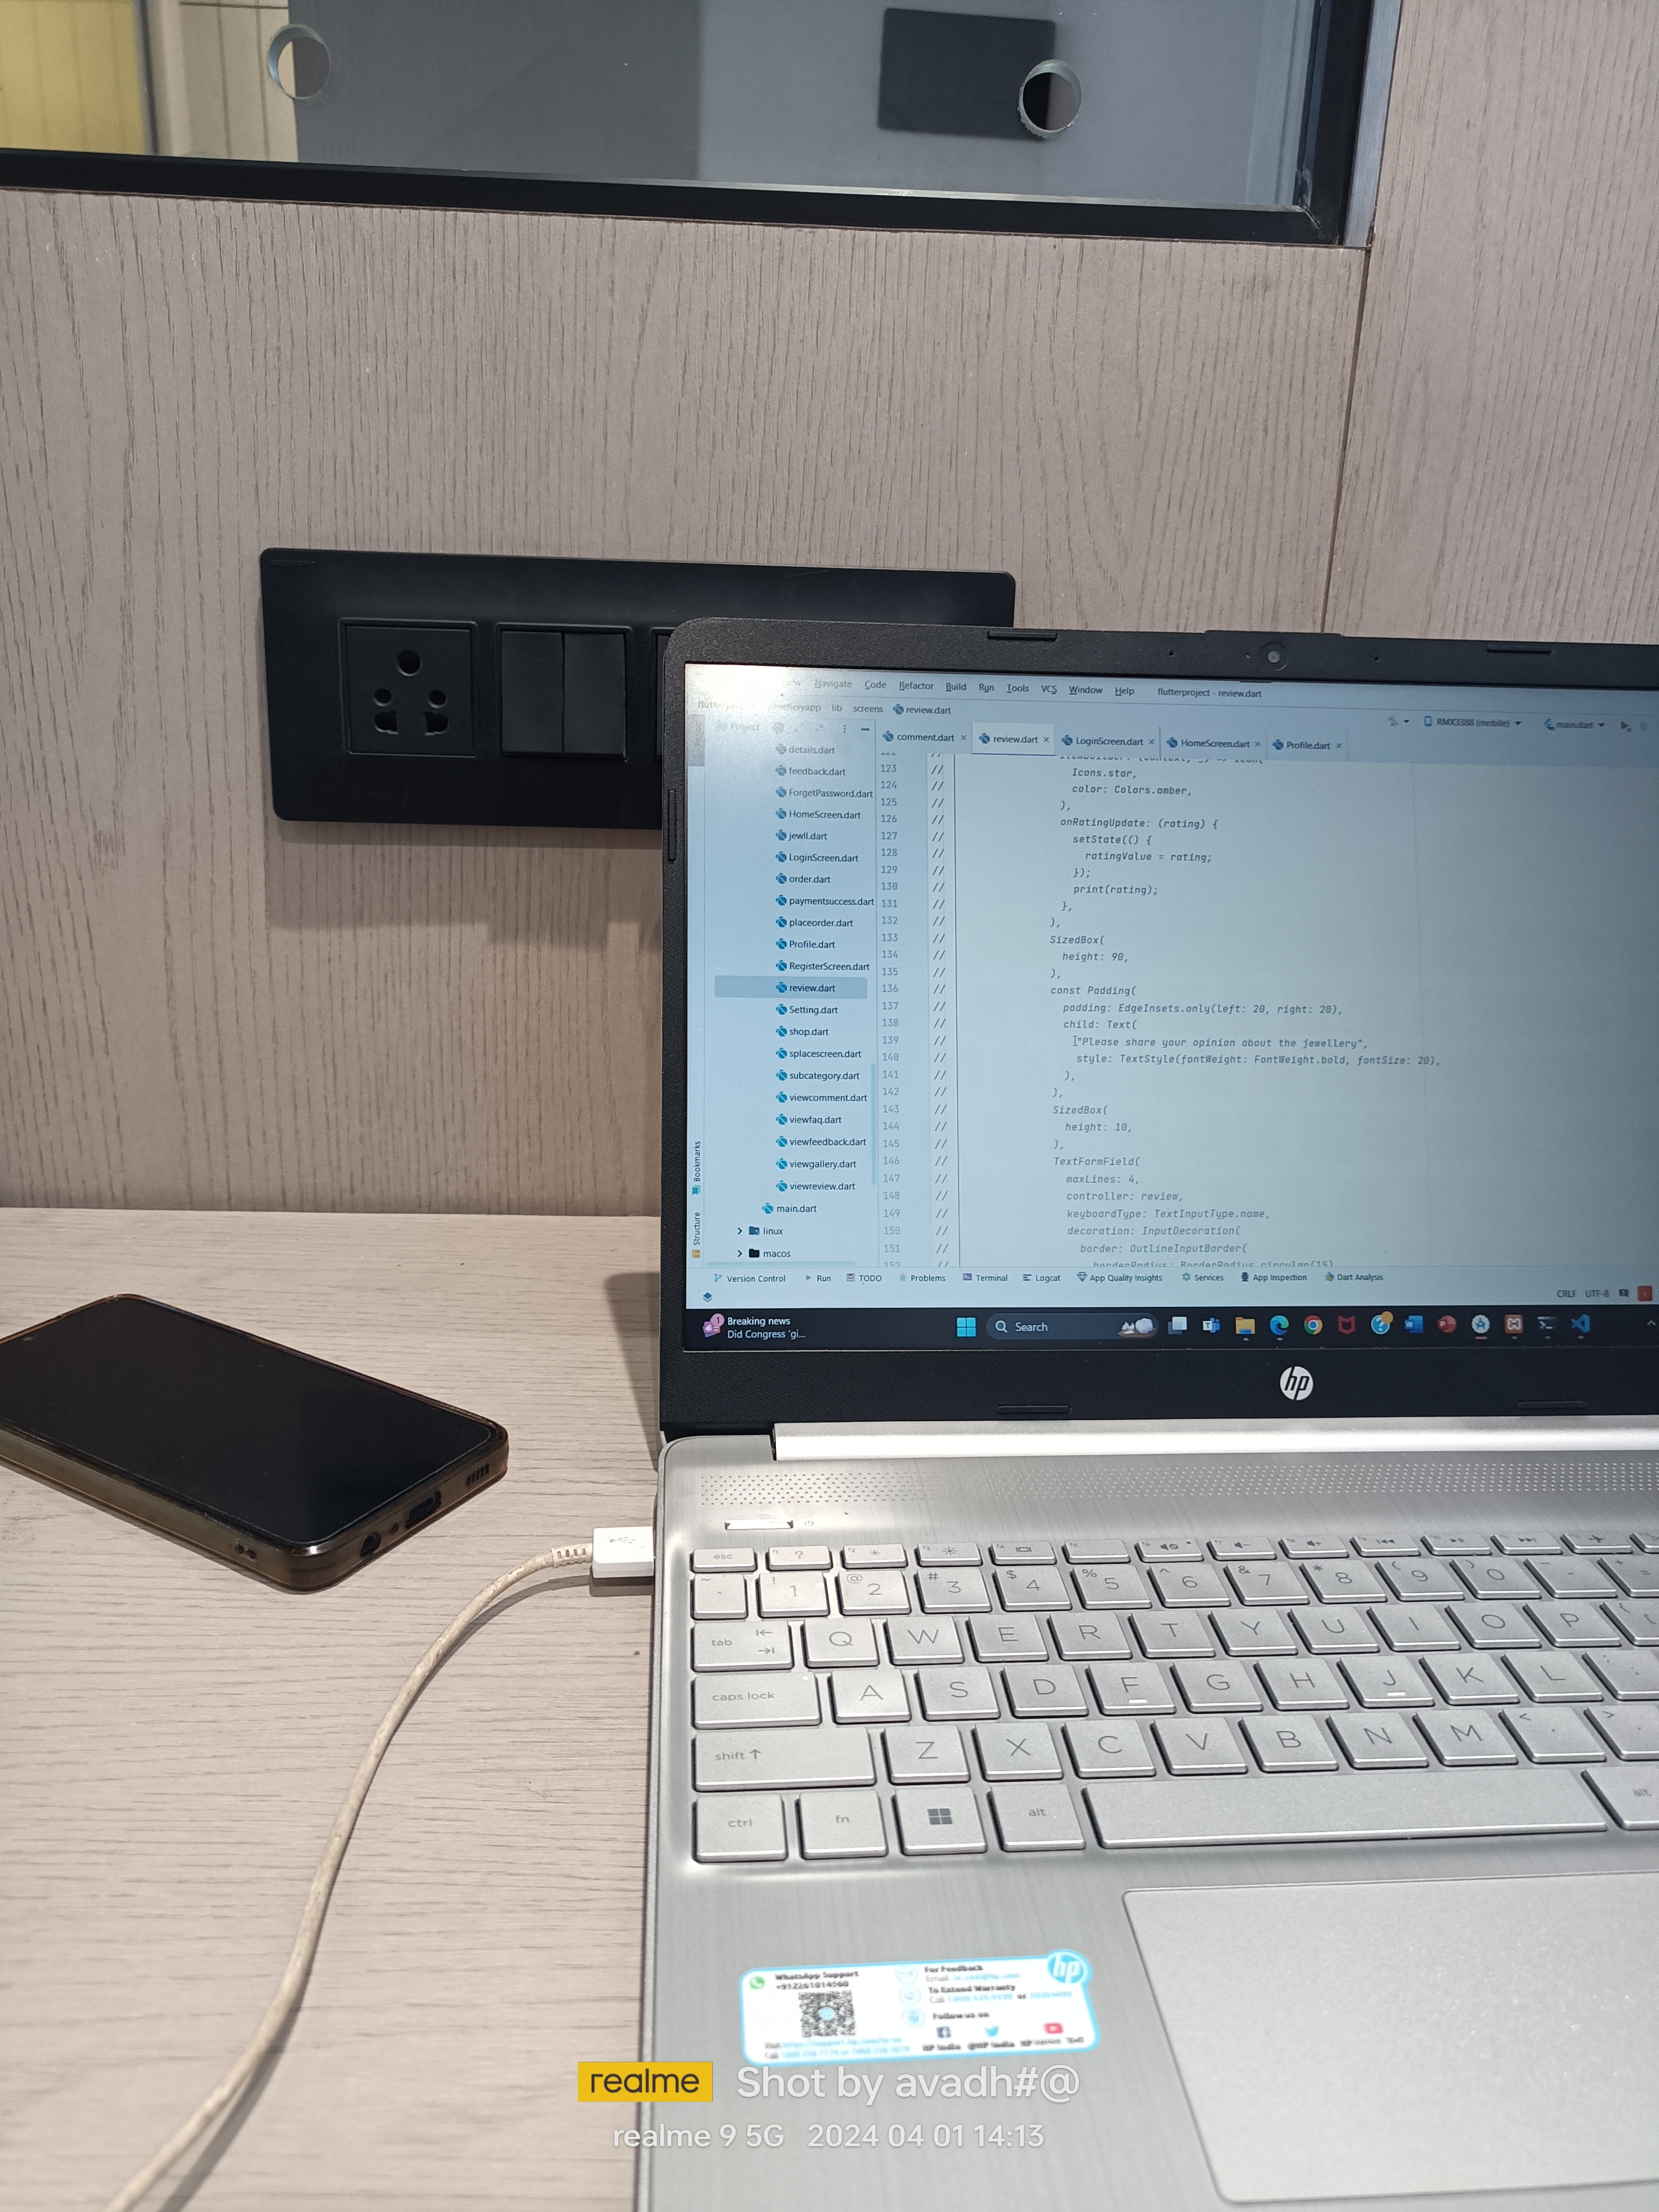 Navigate Code Refactor Build Run Tools VCS Window Help flutterproject - review.dart
lib screens review.dart
RMX3388 (mobile) main.dart
Project
comment.dart review.dart LoginScreen.dart HomeScreen.dart Profile.dart
details.dart
feedback.dart
ForgetPassword.dart
HomeScreen.dart
jewll.dart
LoginScreen.dart
order.dart
paymentsuccess.dart
placeorder.dart
Profile.dart
RegisterScreen.dart
review.dart
Setting.dart
shop.dart
splacescreen.dart
subcategory.dart
viewcomment.dart
viewfaq.dart
viewfeedback.dart
viewgallery.dart
viewreview.dart
main.dart
linux
macos
Bookmarks
Structure
123 // Icons.star,
124 // color: Colors.amber,
125 // ),
126 // onRatingUpdate: (rating) {
127 // setState(() {
128 // ratingValue = rating;
129 // });
130 // print(rating);
131 // },
132 // ),
133 // SizedBox(
134 // height: 90,
135 // ),
136 // const Padding(
137 // padding: EdgeInsets.only(left: 20, right: 20),
138 // child: Text(
139 // "Please share your opinion about the jewellery",
140 // style: TextStyle(fontWeight: FontWeight.bold, fontSize: 20),
141 // ),
142 // ),
143 // SizedBox(
144 // height: 10,
145 // ),
146 // TextFormField(
147 // maxLines: 4,
148 // controller: review,
149 // keyboardType: TextInputType.name,
150 // decoration: InputDecoration(
151 // border: OutlineInputBorder(
152 // borderRadius: BorderRadius.circular(15)
Version Control Run TODO Problems Terminal Logcat App Quality Insights Services App Inspection Dart Analysis
CRLF UTF-8
Breaking news
Did Congress 'gi...
Search
hp
esc ?
~ ! 1 @ 2 # 3 $ 4 % 5 ^ 6 & 7 * 8 ( 9 ) 0 - + =
tab Q W E R T Y U I O P
caps lock A S D F G H J K L
shift Z X C V B N M < , > .
ctrl fn alt alt
WhatsApp Support
+912261014560
For Feedback
Email
To Extend Warranty
Call
or
Follow us on
HP India @HP India
hp
realme Shot by avadh#@
realme 9 5G 2024 04 01 14:13